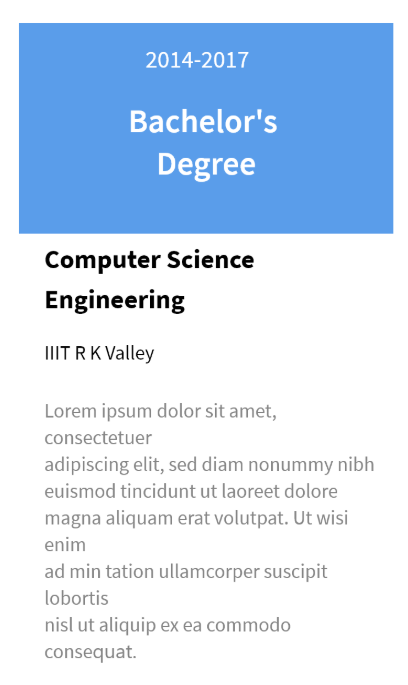 2014-2017
Bachelor's
Degree
Computer Science
Engineering
IIIT R K Valley
Lorem ipsum dolor sit amet,
consectetuer
adipiscing elit, sed diam nonummy nibh
euismod tincidunt ut laoreet dolore
magna aliquam erat volutpat. Ut wisi
enim
ad min tation ullamcorper suscipit
lobortis
nisl ut aliquip ex ea commodo
consequat.